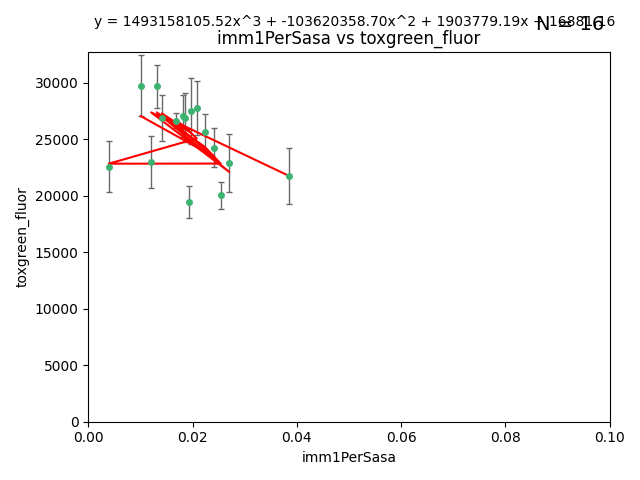 y = 1493158105.52x^3 + -103620358.70x^2 + 1903779.19x + 16881.16
N = 16
imm1PerSasa vs toxgreen_fluor
30000
25000
20000
15000
10000
5000
0
toxgreen_fluor
0.00 0.02 0.04 0.06 0.08 0.10
imm1PerSasa